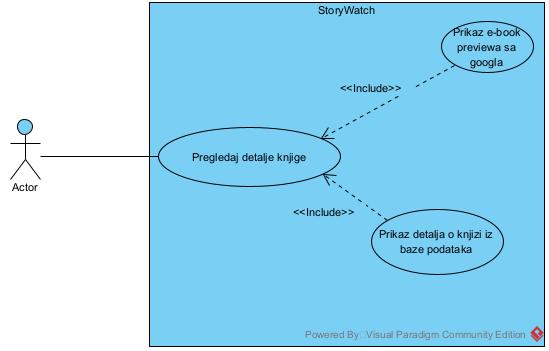 StoryWatch
Prikaz e-book
previewa sa
googla
<<Include>>
Pregledaj detalje knjige
Actor
<<Include>>
Prikaz detalja o knjizi iz
baze podataka
Powered By Visual Paradigm Community Edition